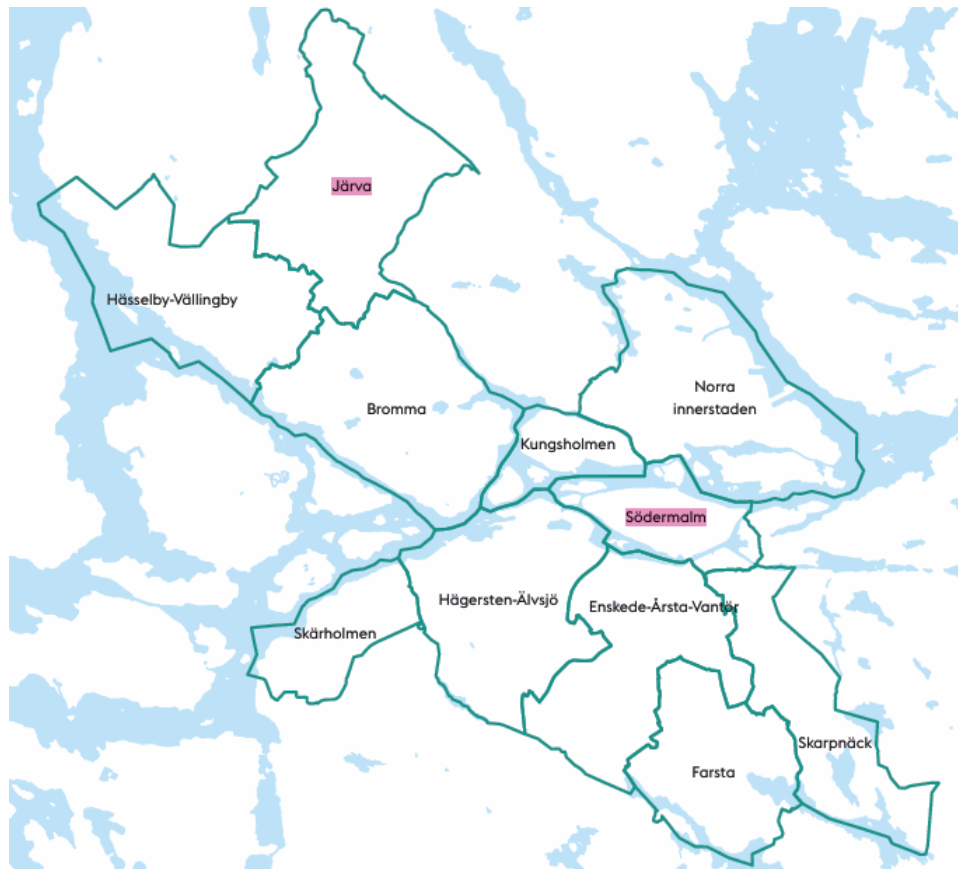 Järva
Hässelby-Vällingby
Norra
innerstaden
Bromma
Kungsholmen
Södermalm
Hägersten-Älvsjö
Enskede-Årsta-Vantör
Skärholmen
Skarpnäck
Farsta